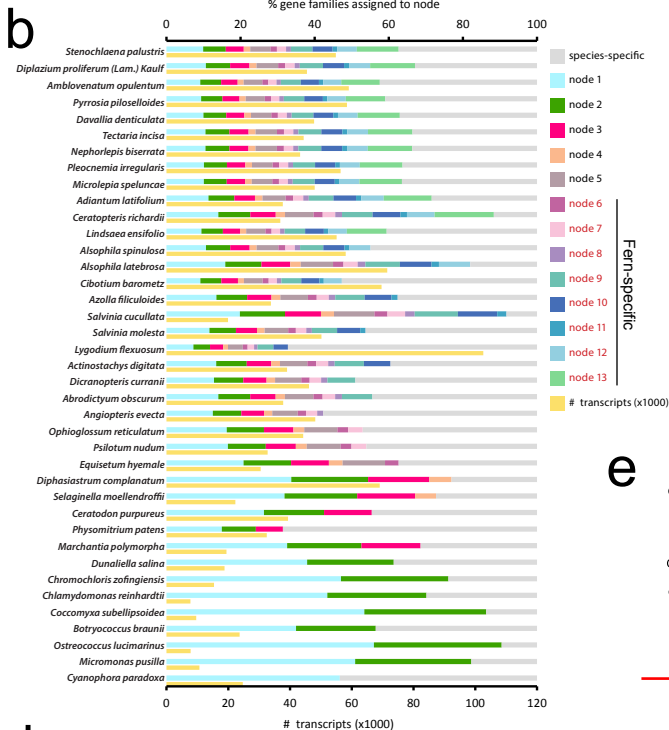 % gene families assigned to node
b
0 20 40 60 80 100
Stenochlaena palustris
Diplazium proliferum (Lam.) Kaulf
Amblovenatum opulentum
Pyrrosia piloselloides
Davallia denticulata
Tectaria incisa
Nephorlepis biserrata
Pleocnemia irregularis
Microlepia speluncae
Adiantum latifolium
Ceratopteris richardii
Lindsaea ensifolio
Alsophila spinulosa
Alsophila latebrosa
Cibotium barometz
Azolla filiculoides
Salvinia cucullata
Salvinia molesta
Lygodium flexuosum
Actinostachys digitata
Dicranopteris curranii
Abrodictyum obscurum
Angiopteris evecta
Ophioglossum reticulatum
Psilotum nudum
Equisetum hyemale
Diphasiastrum complanatum
Selaginella moellendroffii
Ceratodon purpureus
Physomitrium patens
Marchantia polymorpha
Dunaliella salina
Chromochloris zofingiensis
Chlamydomonas reinhardtii
Coccomyxa subellipsoidea
Botryococcus braunii
Ostreococcus lucimarinus
Micromonas pusilla
Cyanophora paradoxa
0 20 40 60 80 100 120
# transcripts (x1000)
species-specific
node 1
node 2
node 3
node 4
node 5
node 6
node 7
node 8
node 9
node 10
node 11
node 12
node 13
# transcripts (x1000)
Fern-specific
e